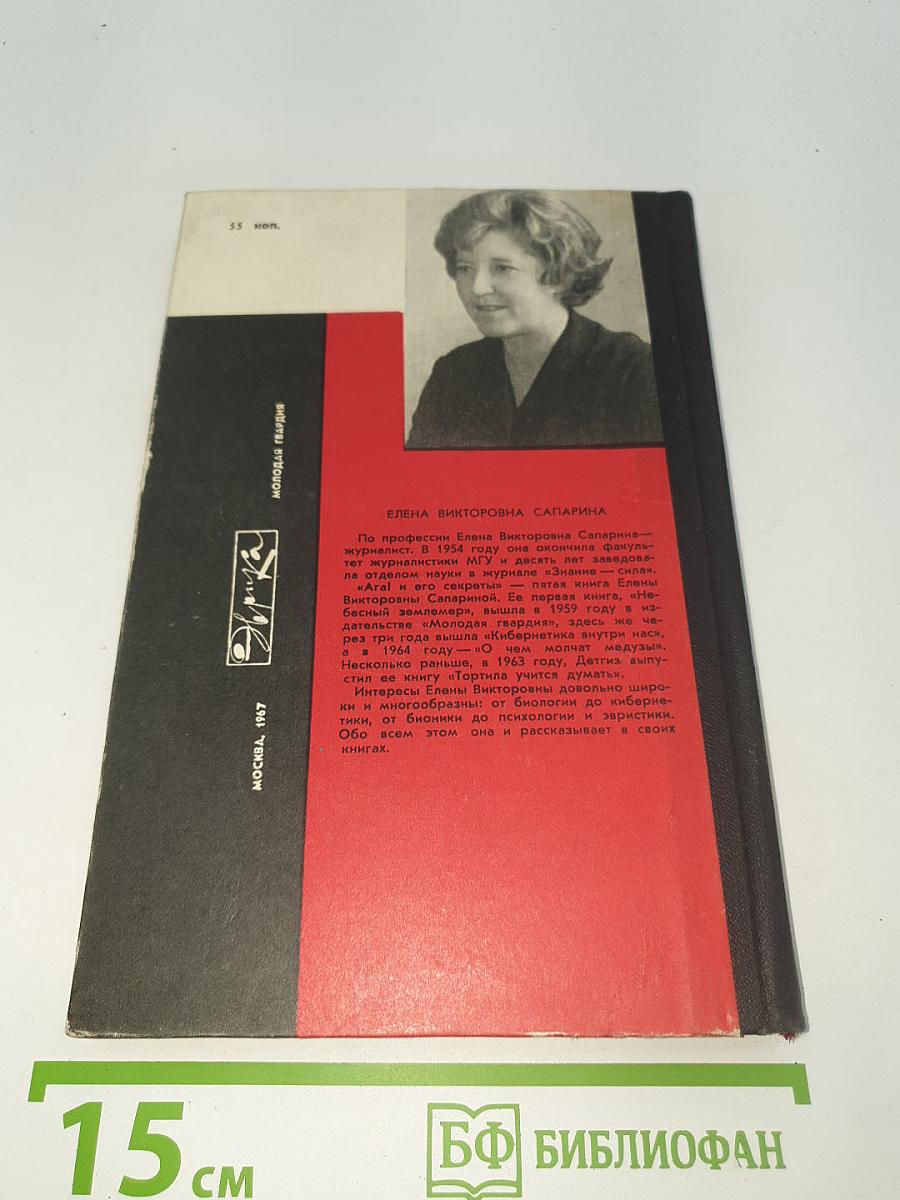 55 коп.
МОЛОДАЯ ГВАРДИЯ
Эврика
МОСКВА, 1967
ЕЛЕНА ВИКТОРОВНА САПАРИНА
По профессии Елена Викторовна Сапарина—
журналист. В 1954 году она окончила факуль-
тет журналистики МГУ и десять лет заведова-
ла отделом науки в журнале «Знание — сила».
«Ага! и его секреты» — пятая книга Елены
Викторовны Сапариной. Ее первая книга, «Не-
бесный землемер», вышла в 1959 году в из-
дательстве «Молодая гвардия», здесь же че-
рез три года вышла «Кибернетика внутри нас»,
а в 1964 году — «О чем молчат медузы».
Несколько раньше, в 1963 году, Детгиз выпу-
стил ее книгу «Тортила учится думать».
Интересы Елены Викторовны довольно широ-
ки и многообразны: от биологии до киберне-
тики, от бионики до психологии и эвристики.
Обо всем этом она и рассказывает в своих
книгах.
15 см
БФ БИБЛИОФАН